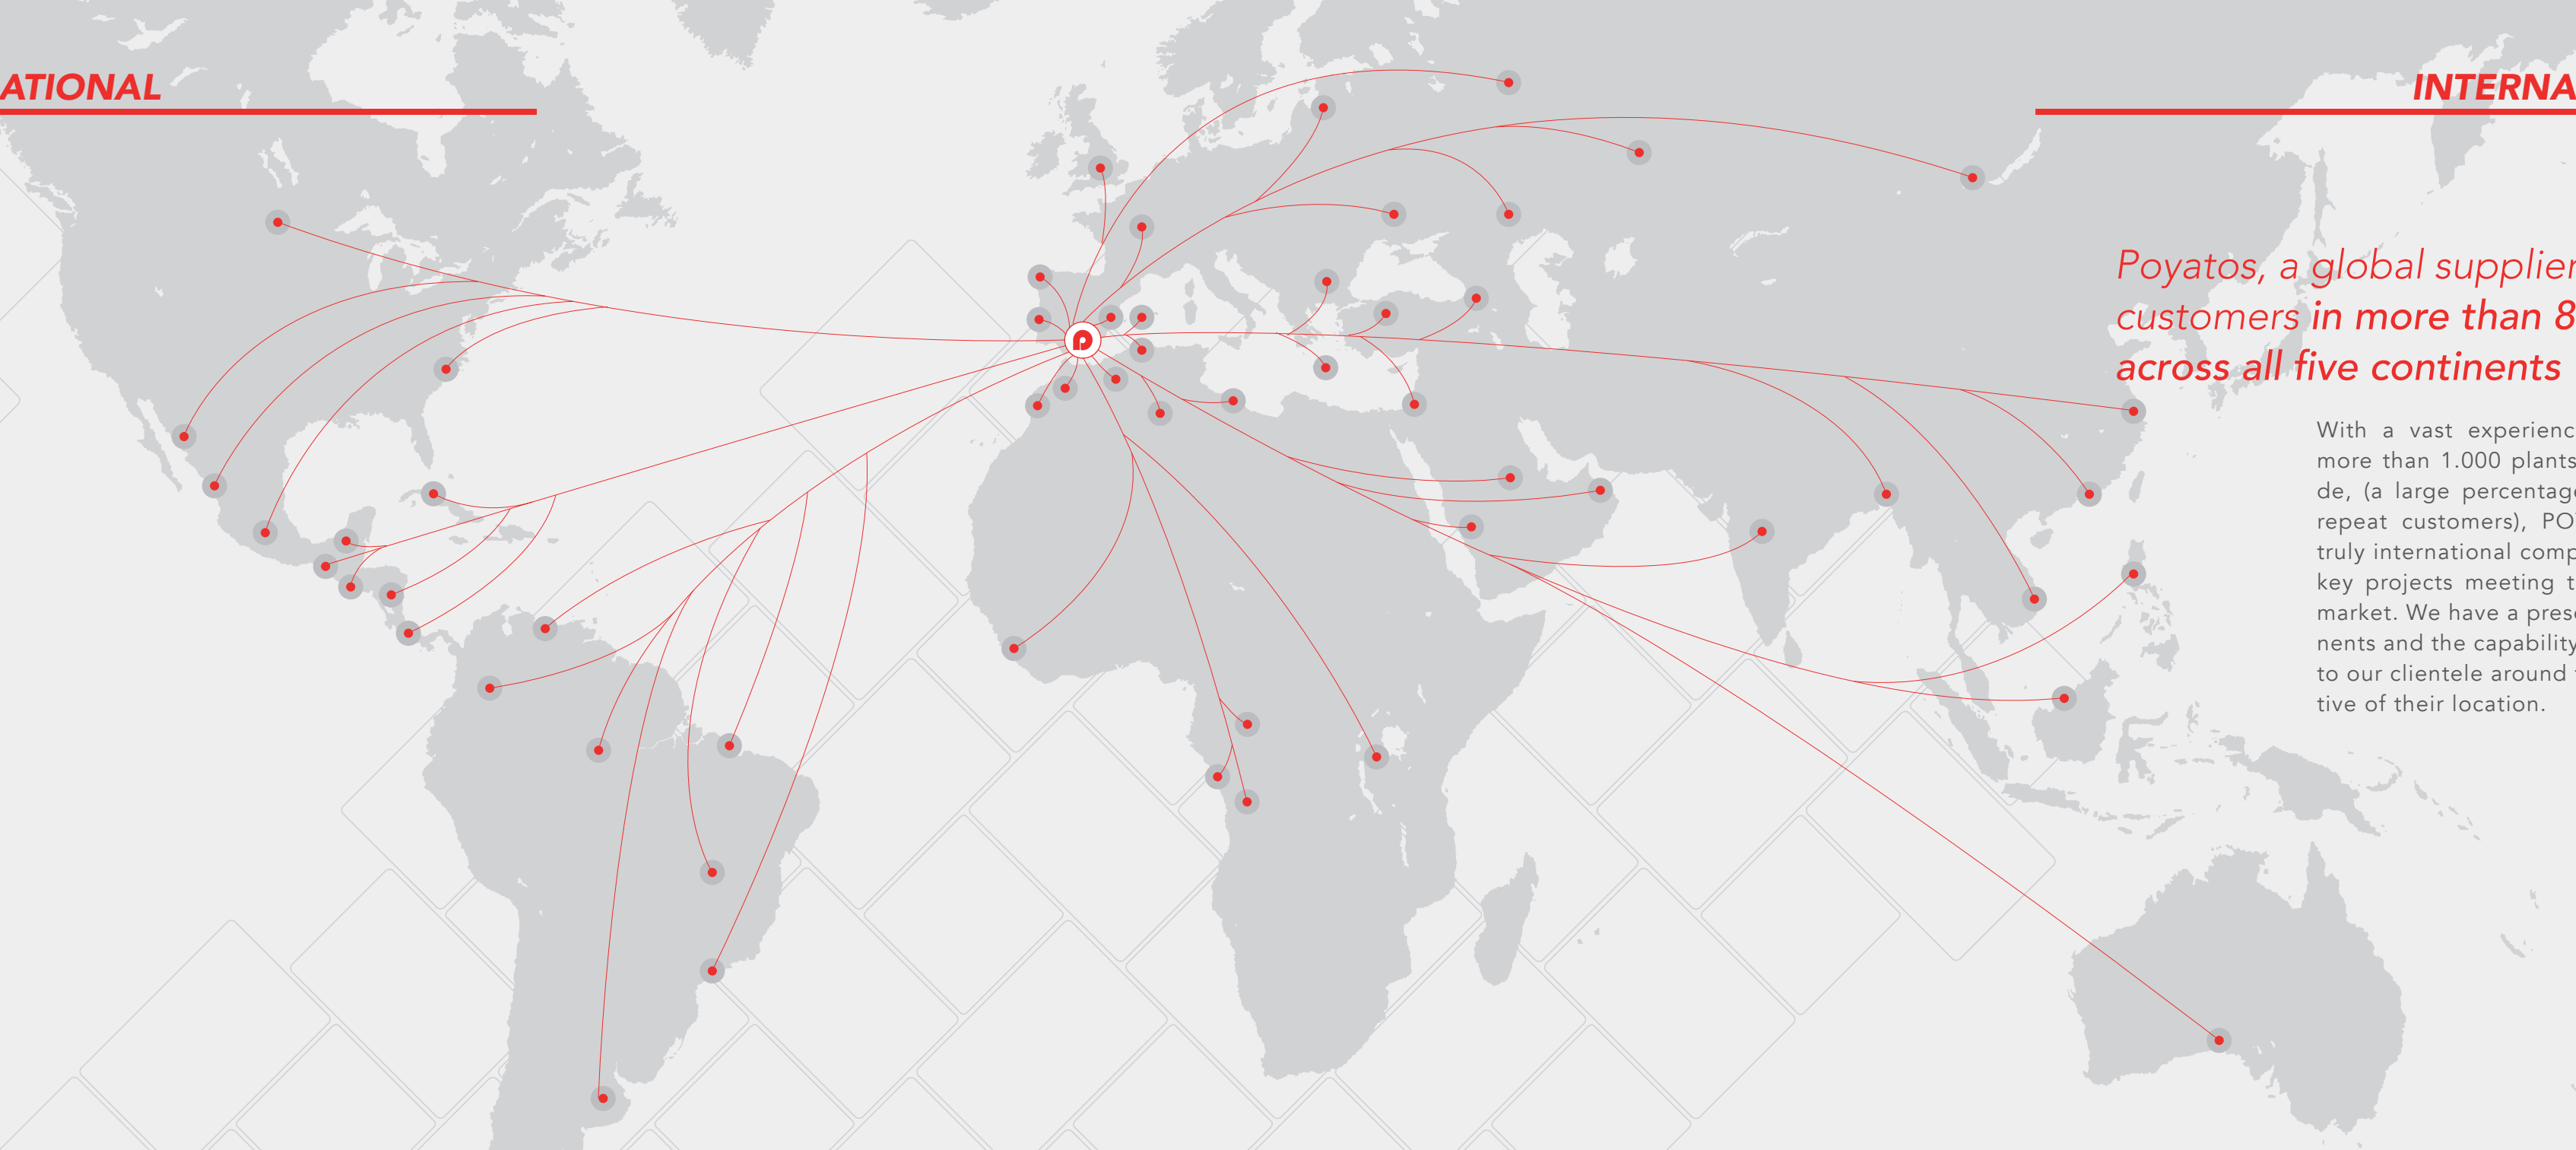 ATIONAL
INTERNA
Poyatos, a global supplier
customers in more than 8
across all five continents
With a vast experienc
more than 1.000 plants
de, (a large percentage
repeat customers), PO
truly international comp
key projects meeting t
market. We have a prese
nents and the capability
to our clientele around
tive of their location.